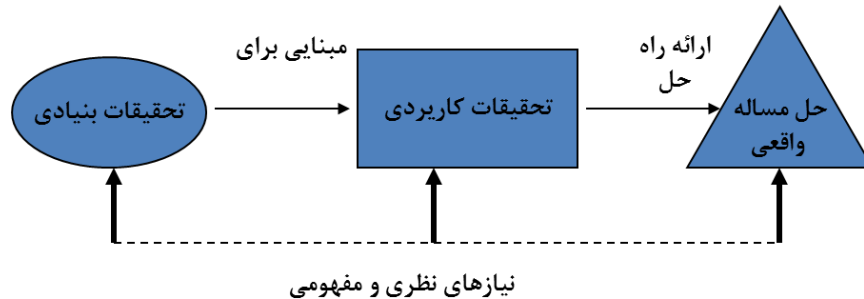 مبنایی برای
ارائه راه
حل
تحقیقات بنیادی
تحقیقات کاربردی
حل مساله
واقعی
نیازهای نظری و مفهومی